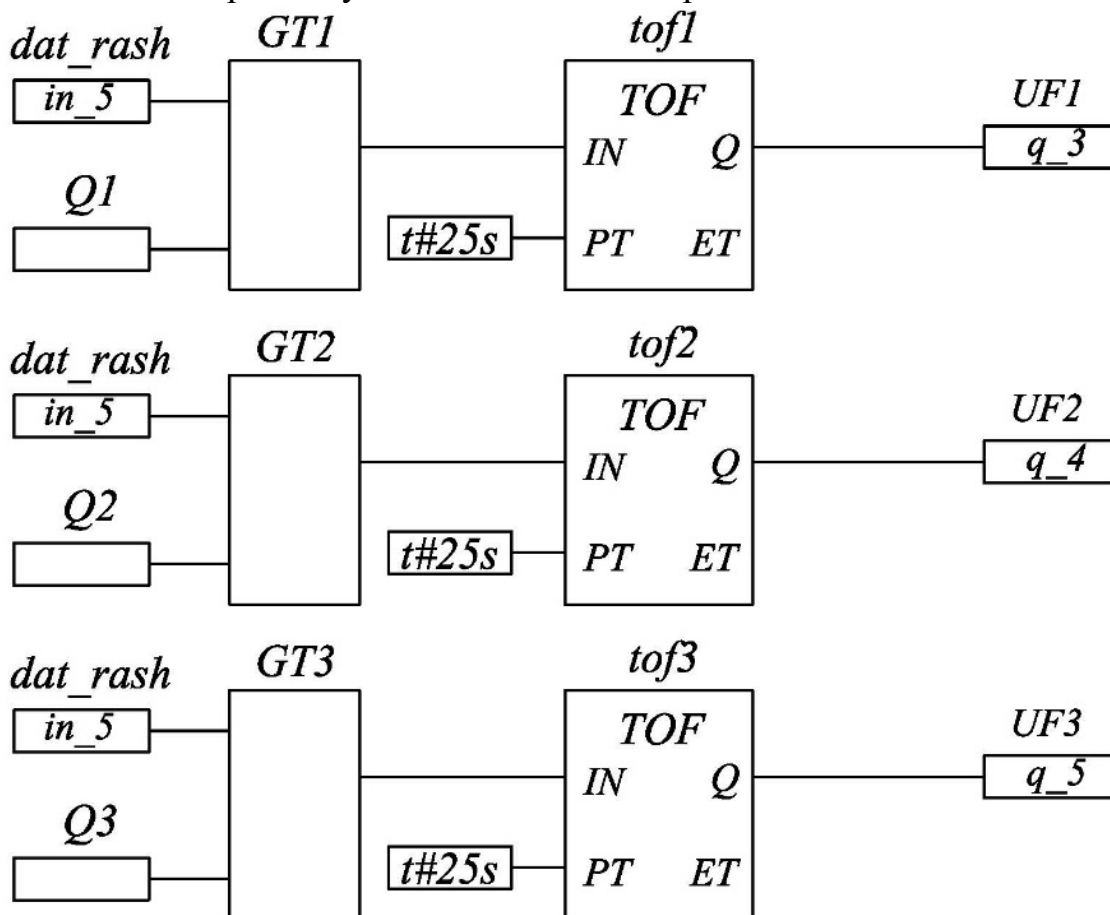 GT1 tof1
dat_rash
in_5 TOF UF1
IN Q q_3
Q1
t#25s PT ET
GT2 tof2
dat_rash
in_5 TOF UF2
IN Q q_4
Q2
t#25s PT ET
GT3 tof3
dat_rash
in_5 TOF UF3
IN Q q_5
Q3
t#25s PT ET